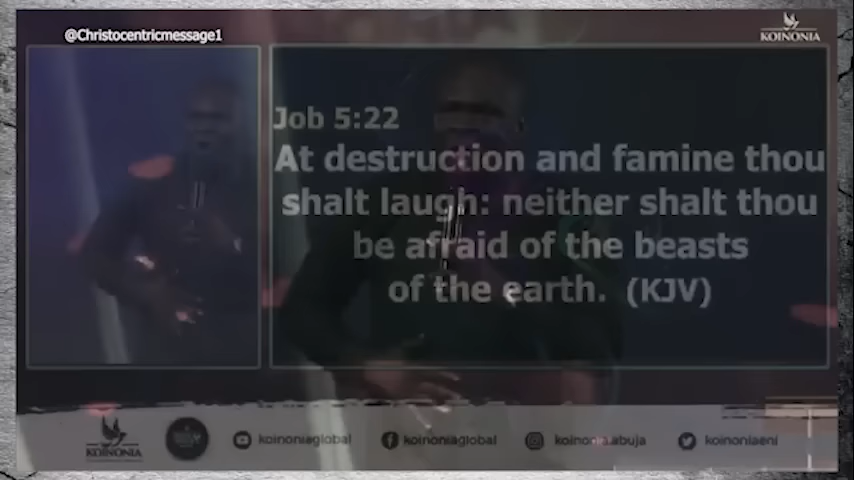 @Christocentricmessage1
KOINONIA
Job 5:22
At destruction and famine thou
shalt laugh: neither shalt thou
be afraid of the beasts
of the earth. (KJV)
KOINONIA
koinoniaglobal
koinoniaglobal
koinonia.abuja
koinoniaeni